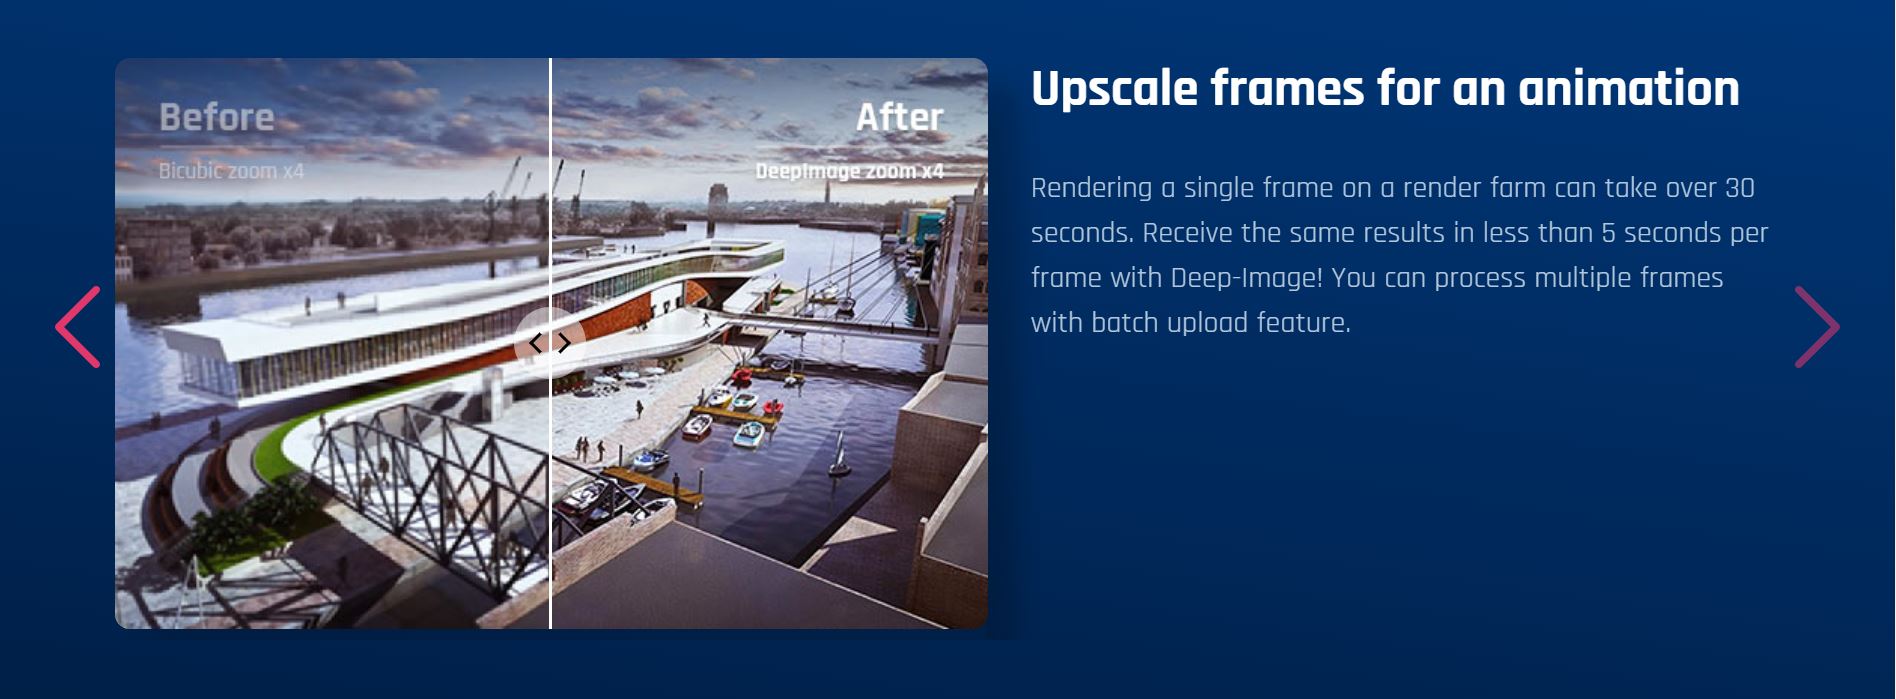 Before
Bicubic zoom x4
After
DeepImage zoom x4
Upscale frames for an animation
Rendering a single frame on a render farm can take over 30
seconds. Receive the same results in less than 5 seconds per
frame with Deep-Image! You can process multiple frames
with batch upload feature.